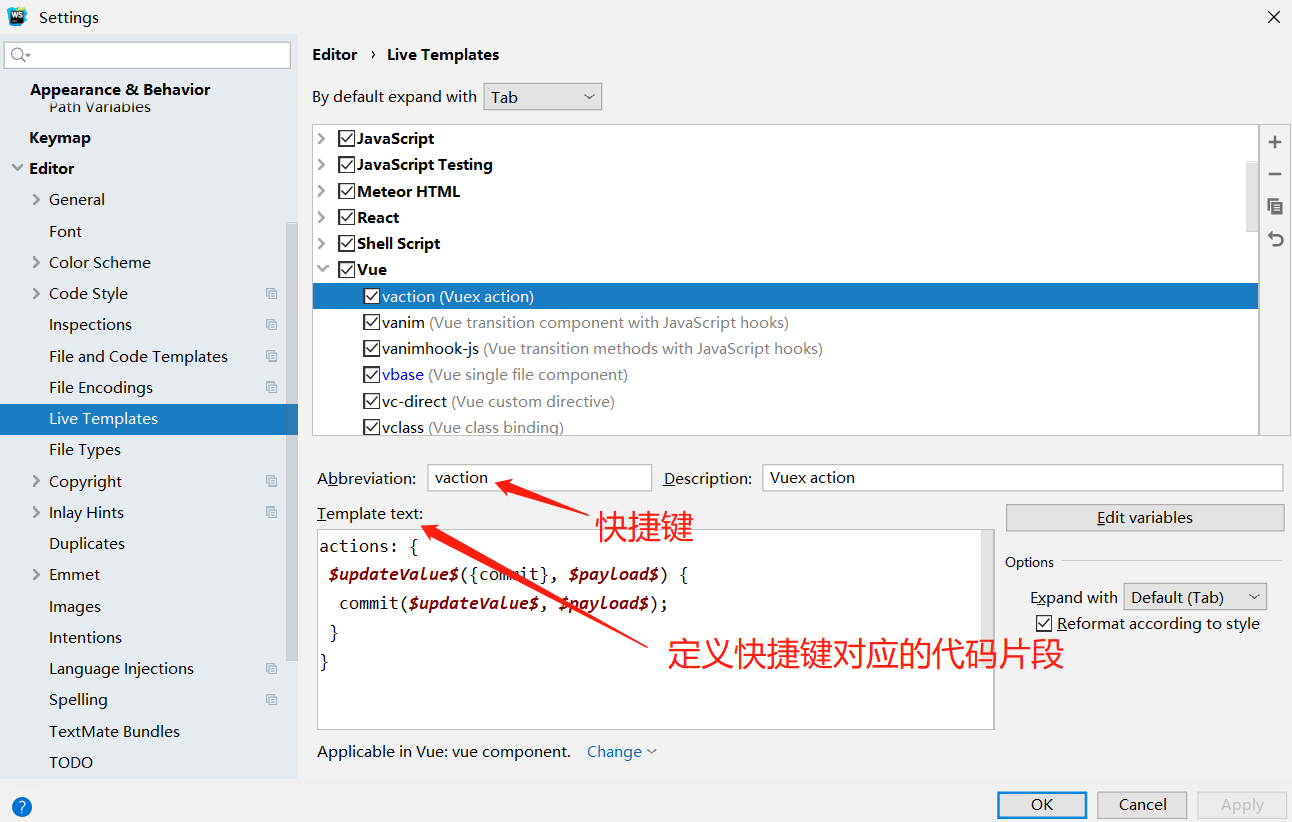 WS
Settings
Appearance & Behavior
Path Variables
Keymap
Editor
General
Font
Color Scheme
Code Style
Inspections
File and Code Templates
File Encodings
Live Templates
File Types
Copyright
Inlay Hints
Duplicates
Emmet
Images
Intentions
Language Injections
Spelling
TextMate Bundles
TODO
?
Editor › Live Templates
By default expand with Tab
JavaScript
JavaScript Testing
Meteor HTML
React
Shell Script
Vue
vaction (Vuex action)
vanim (Vue transition component with JavaScript hooks)
vanimhook-js (Vue transition methods with JavaScript hooks)
vbase (Vue single file component)
vc-direct (Vue custom directive)
vclass (Vue class binding)
Abbreviation: vaction Description: Vuex action
Template text:
快捷键
Edit variables
actions: {
$updateValue$({commit}, $payload$) {
commit($updateValue$, $payload$);
}
}
定义快捷键对应的代码片段
Options
Expand with Default (Tab)
Reformat according to style
Applicable in Vue: vue component. Change
OK Cancel Apply